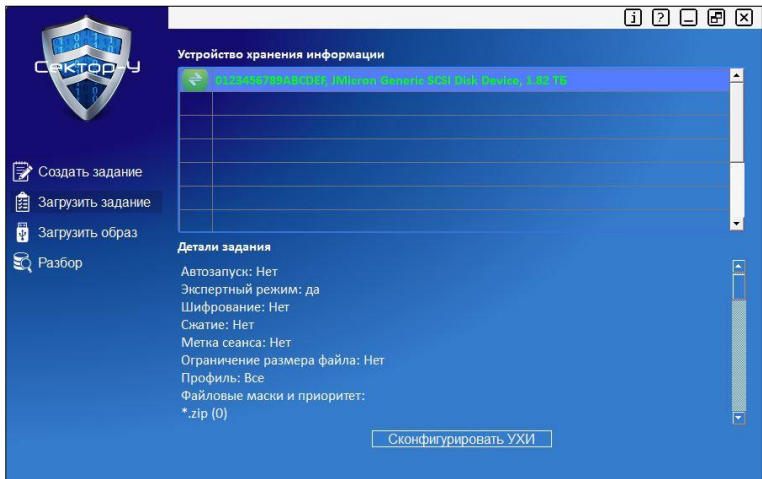 Сектор-У
Создать задание
Загрузить задание
Загрузить образ
Разбор
Устройство хранения информации
0123456789ABCDEF, JMicron Generic SCSI Disk Device, 1.82 ТБ
Детали задания
Автозапуск: Нет
Экспертный режим: да
Шифрование: Нет
Сжатие: Нет
Метка сеанса: Нет
Ограничение размера файла: Нет
Профиль: Все
Файловые маски и приоритет:
*.zip (0)
Сконфигурировать УХИ